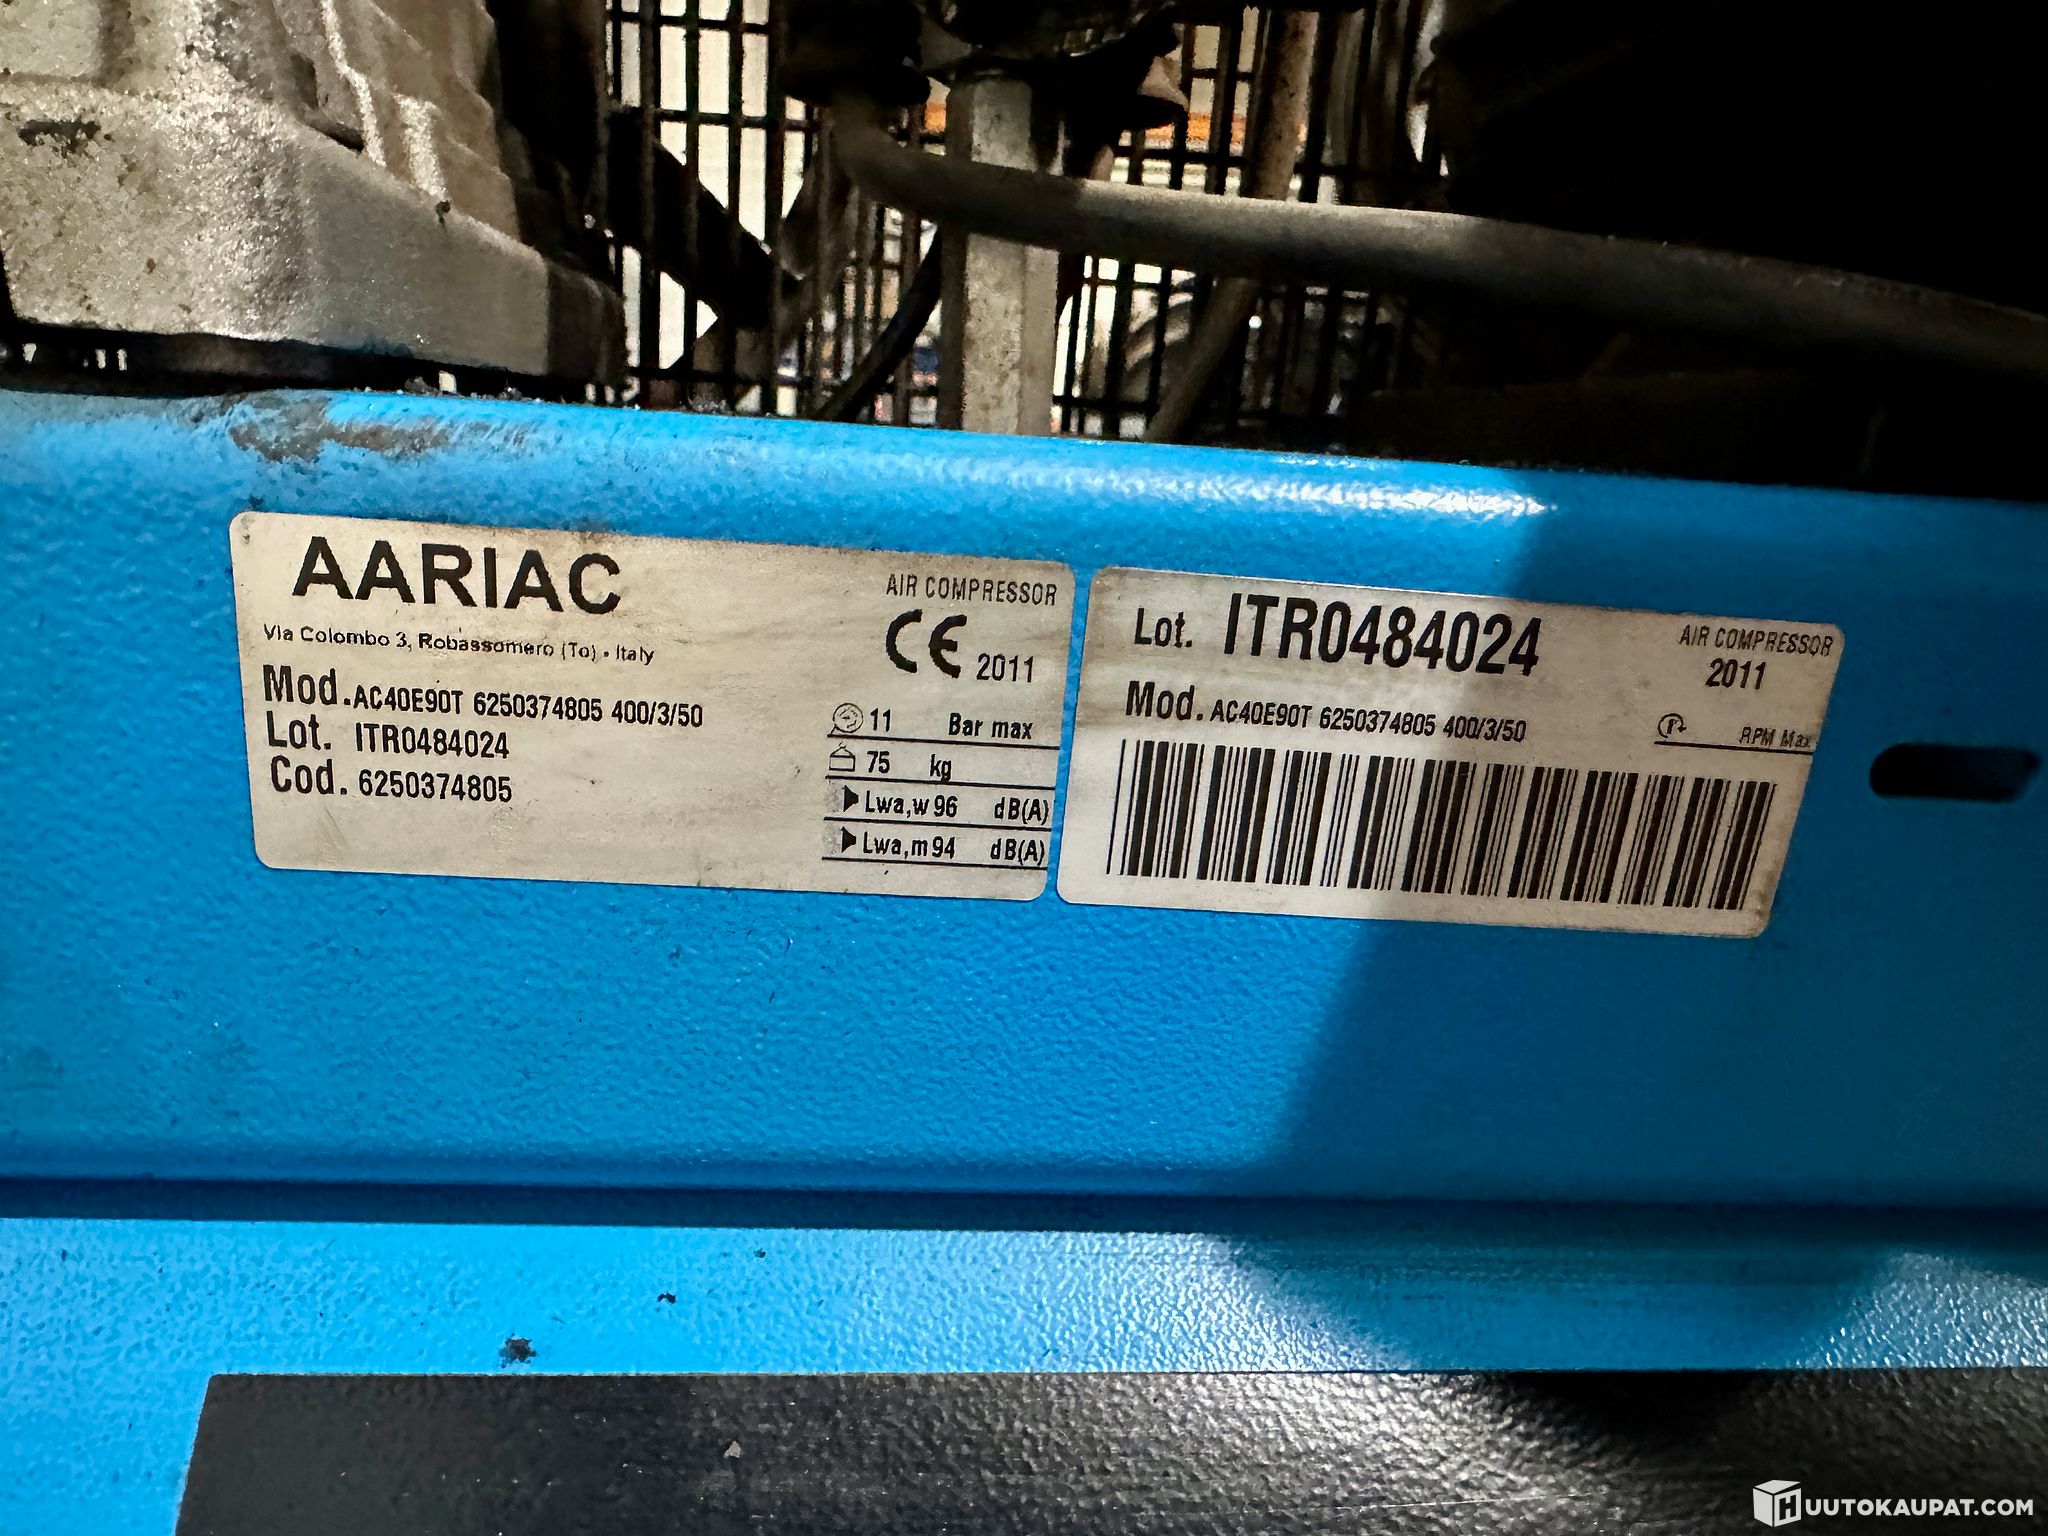 AARIAC
AIR COMPRESSOR
Via Colombo 3, Robassomero (To) • Italy
CE 2011
Mod. AC40E90T 6250374805 400/3/50
Lot. ITR0484024
Cod. 6250374805
11 Bar max
75 kg
Lwa,w 96 dB(A)
Lwa,m 94 dB(A)
Lot. ITR0484024
AIR COMPRESSOR
2011
Mod. AC40E90T 6250374805 400/3/50
RPM Max
HUUTOKAUPAT.COM